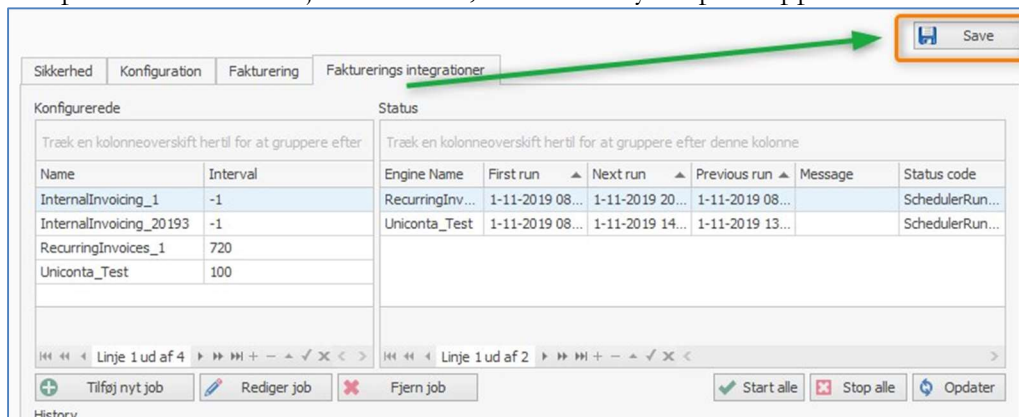 Save
Sikkerhed Konfiguration Fakturering Fakturerings integrationer
Konfigurerede
Status
Træk en kolonneoverskift hertil for at gruppere efter
Træk en kolonneoverskift hertil for at gruppere efter denne kolonne
Name Interval
Engine Name First run Next run Previous run Message Status code
InternalInvoicing_1 -1
RecurringInv... 1-11-2019 08... 1-11-2019 20... 1-11-2019 08... SchedulerRun...
InternalInvoicing_20193 -1
Uniconta_Test 1-11-2019 08... 1-11-2019 14... 1-11-2019 13... SchedulerRun...
RecurringInvoices_1 720
Uniconta_Test 100
Linje 1 ud af 4
Linje 1 ud af 2
Tilføj nyt job Rediger job Fjern job
Start alle Stop alle Opdater
History